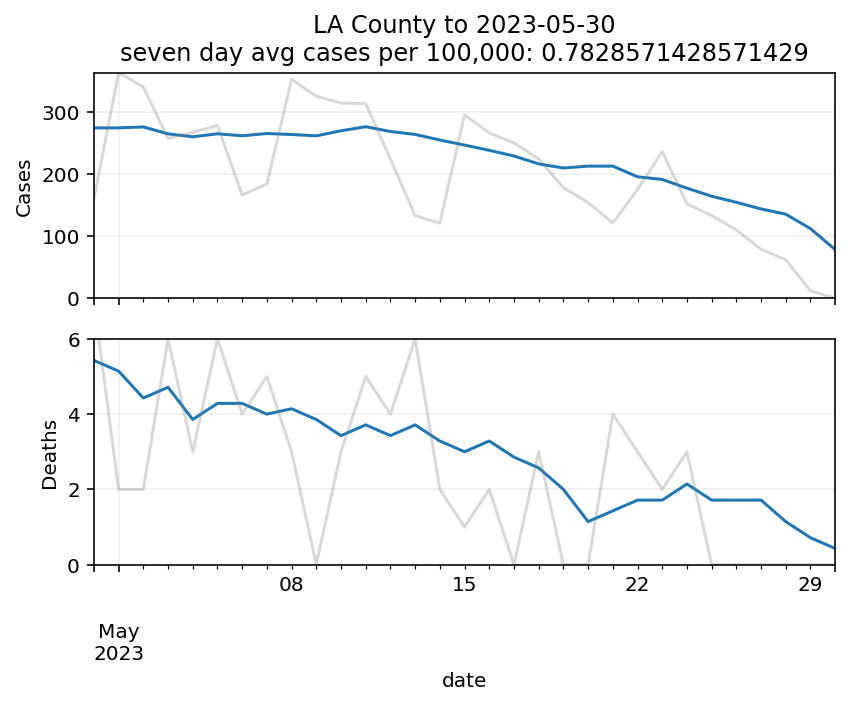 LA County to 2023-05-30
seven day avg cases per 100,000: 0.7828571428571429
300
200
100
0
Cases
6
4
2
0
Deaths
08
15
22
29
May
2023
date